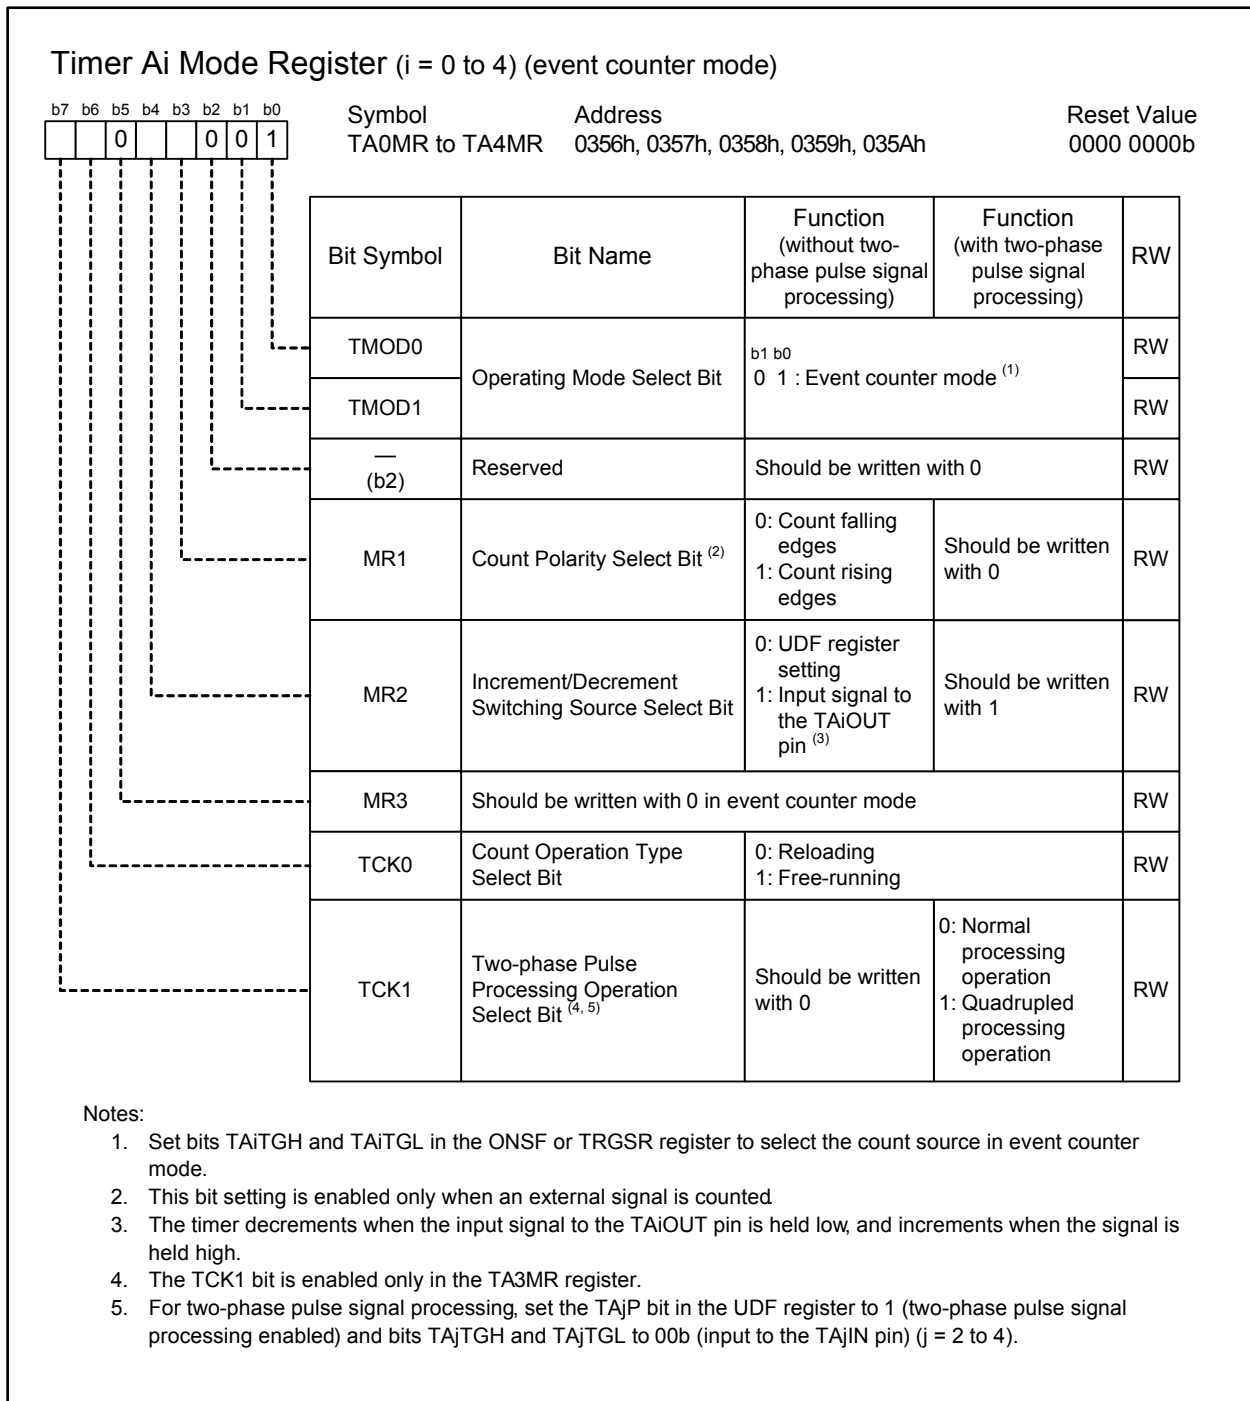 Timer Ai Mode Register (i = 0 to 4) (event counter mode)
b7 b6 b5 b4 b3 b2 b1 b0
0 0 0 1
Symbol Address Reset Value
TA0MR to TA4MR 0356h, 0357h, 0358h, 0359h, 035Ah 0000 0000b
Bit Symbol
Bit Name
Function
(without two-
phase pulse signal
processing)
Function
(with two-phase
pulse signal
processing)
RW
TMOD0
TMOD1
Operating Mode Select Bit
b1 b0
0 1 : Event counter mode (1)
RW
RW
—
(b2)
Reserved
Should be written with 0
RW
MR1
Count Polarity Select Bit (2)
0: Count falling
edges
1: Count rising
edges
Should be written
with 0
RW
MR2
Increment/Decrement
Switching Source Select Bit
0: UDF register
setting
1: Input signal to
the TAiOUT
pin (3)
Should be written
with 1
RW
MR3
Should be written with 0 in event counter mode
RW
TCK0
Count Operation Type
Select Bit
0: Reloading
1: Free-running
RW
TCK1
Two-phase Pulse
Processing Operation
Select Bit (4, 5)
Should be written
with 0
0: Normal
processing
operation
1: Quadrupled
processing
operation
RW
Notes:
1. Set bits TAiTGH and TAiTGL in the ONSF or TRGSR register to select the count source in event counter
mode.
2. This bit setting is enabled only when an external signal is counted.
3. The timer decrements when the input signal to the TAiOUT pin is held low, and increments when the signal is
held high.
4. The TCK1 bit is enabled only in the TA3MR register.
5. For two-phase pulse signal processing, set the TAjP bit in the UDF register to 1 (two-phase pulse signal
processing enabled) and bits TAjTGH and TAjTGL to 00b (input to the TAjIN pin) (j = 2 to 4).